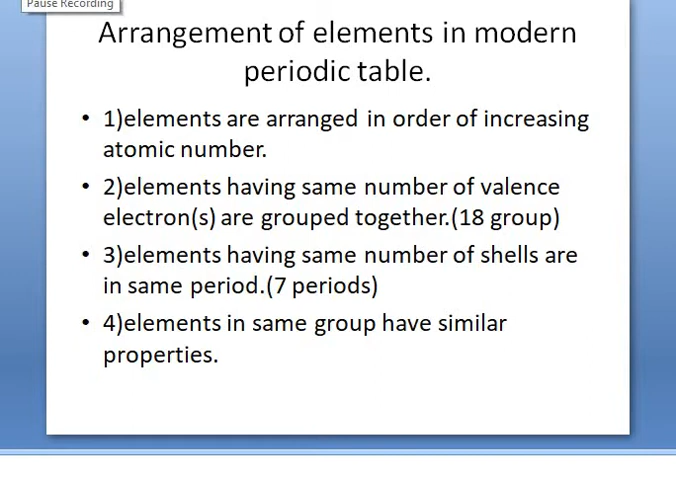 Pause Recording
Arrangement of elements in modern
periodic table.
• 1)elements are arranged in order of increasing
atomic number.
• 2)elements having same number of valence
electron(s) are grouped together.(18 group)
• 3)elements having same number of shells are
in same period.(7 periods)
• 4)elements in same group have similar
properties.